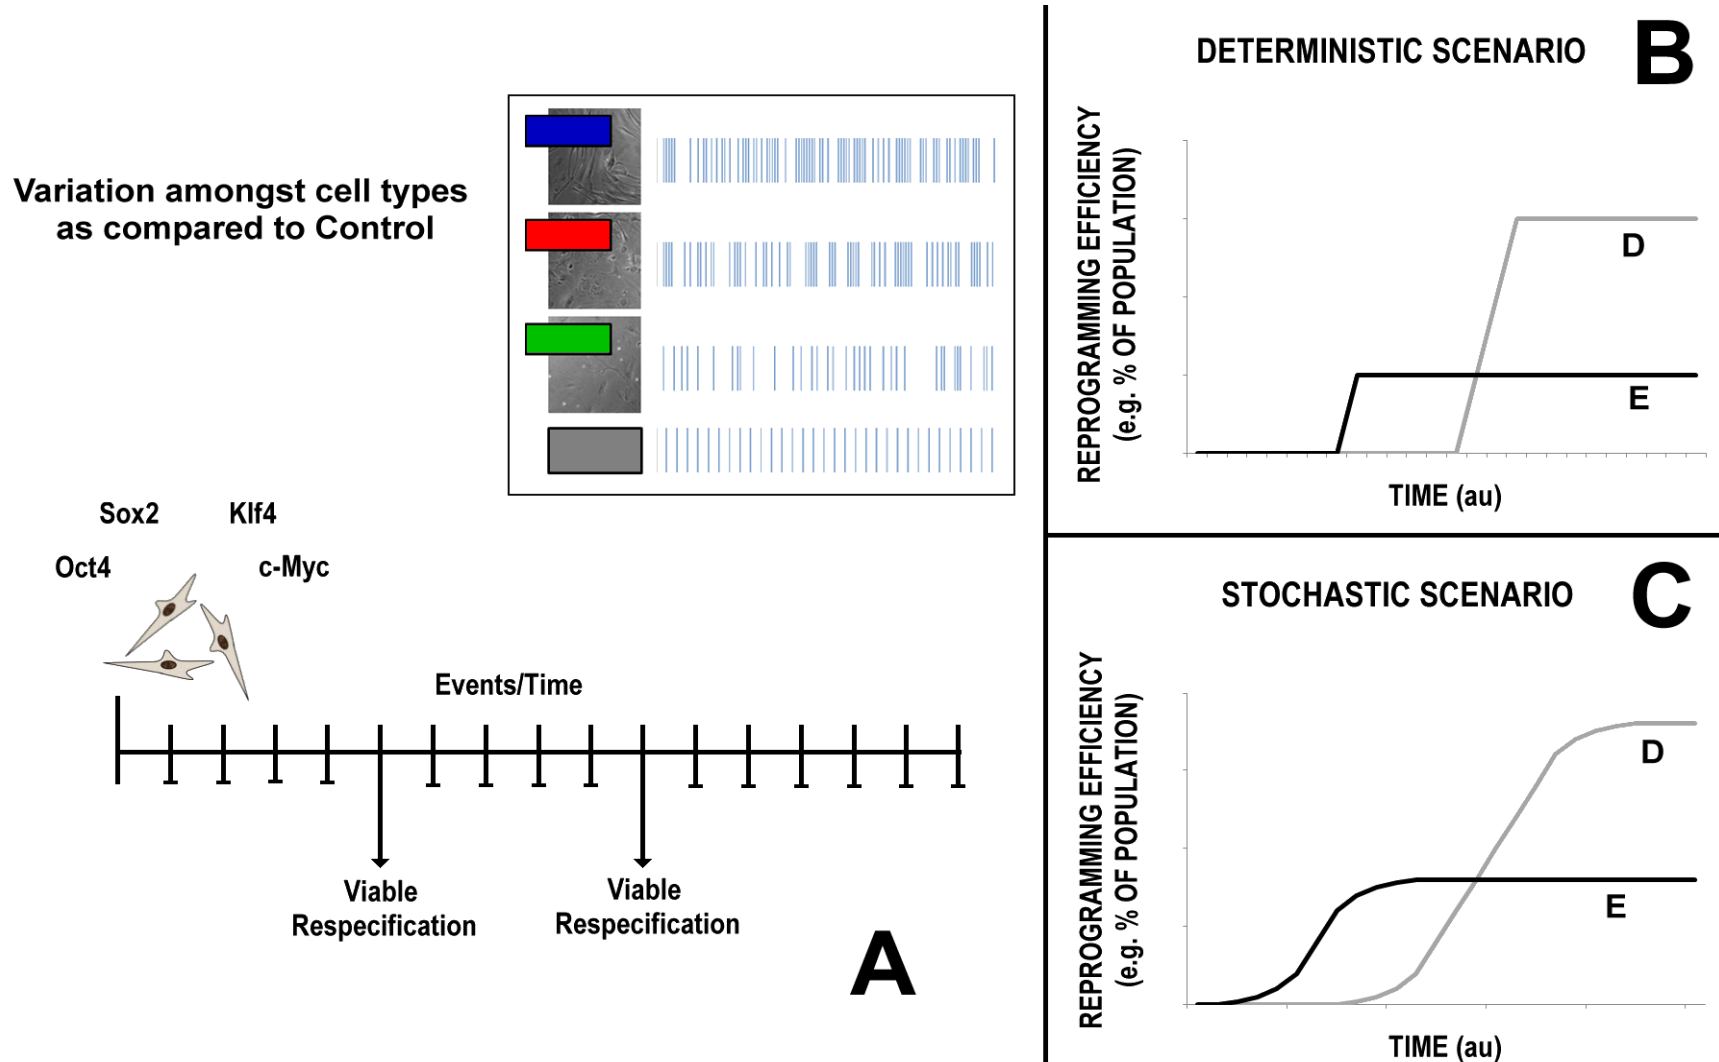 Variation amongst cell types
as compared to Control
Sox2
Klf4
Oct4
c-Myc
Events/Time
Viable
Respecification
Viable
Respecification
A
DETERMINISTIC SCENARIO
B
REPROGRAMMING EFFICIENCY
(e.g. % OF POPULATION)
D
E
TIME (au)
STOCHASTIC SCENARIO
C
REPROGRAMMING EFFICIENCY
(e.g. % OF POPULATION)
D
E
TIME (au)